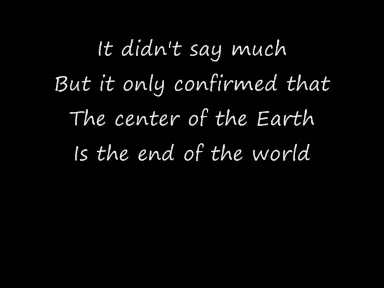 It didn't say much
But it only confirmed that
The center of the Earth
Is the end of the world